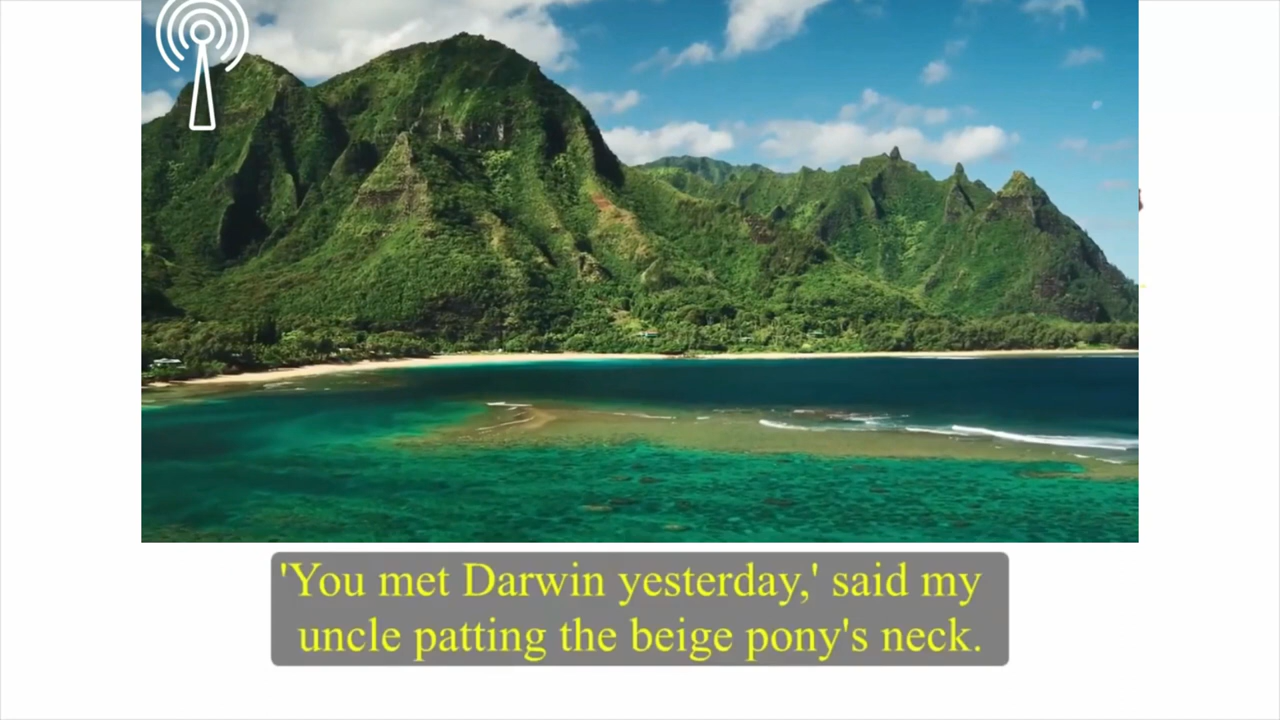 'You met Darwin yesterday,' said my
uncle patting the beige pony's neck.